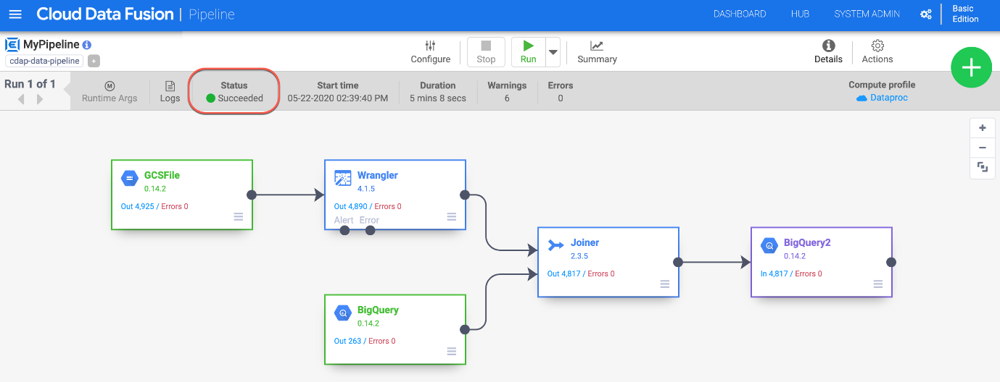 Cloud Data Fusion | Pipeline DASHBOARD HUB SYSTEM ADMIN Basic Edition
MyPipeline
cdap-data-pipeline +
Configure Stop Run Summary Details Actions
Run 1 of 1
Runtime Args
Logs
Status
Succeeded
Start time
05-22-2020 02:39:40 PM
Duration
5 mins 8 secs
Warnings
6
Errors
0
Compute profile
Dataproc
GCSFile
0.14.2
Out 4,925 / Errors 0
Wrangler
4.1.5
Out 4,890 / Errors 0
Alert Error
Joiner
2.3.5
Out 4,817 / Errors 0
BigQuery2
0.14.2
In 4,817 / Errors 0
BigQuery
0.14.2
Out 263 / Errors 0